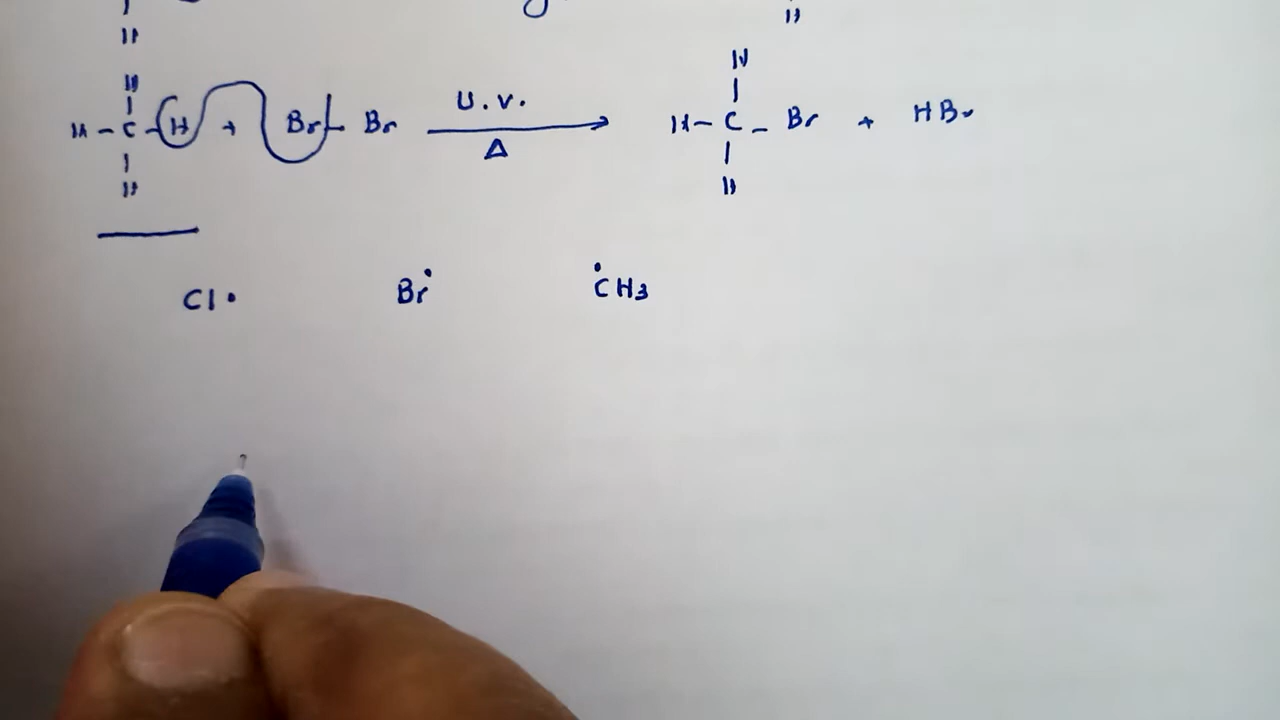 H
H
H
H – C – H + Br – Br U.V. Δ → H – C – Br + HBr
H
H
Cl• Br• •CH3